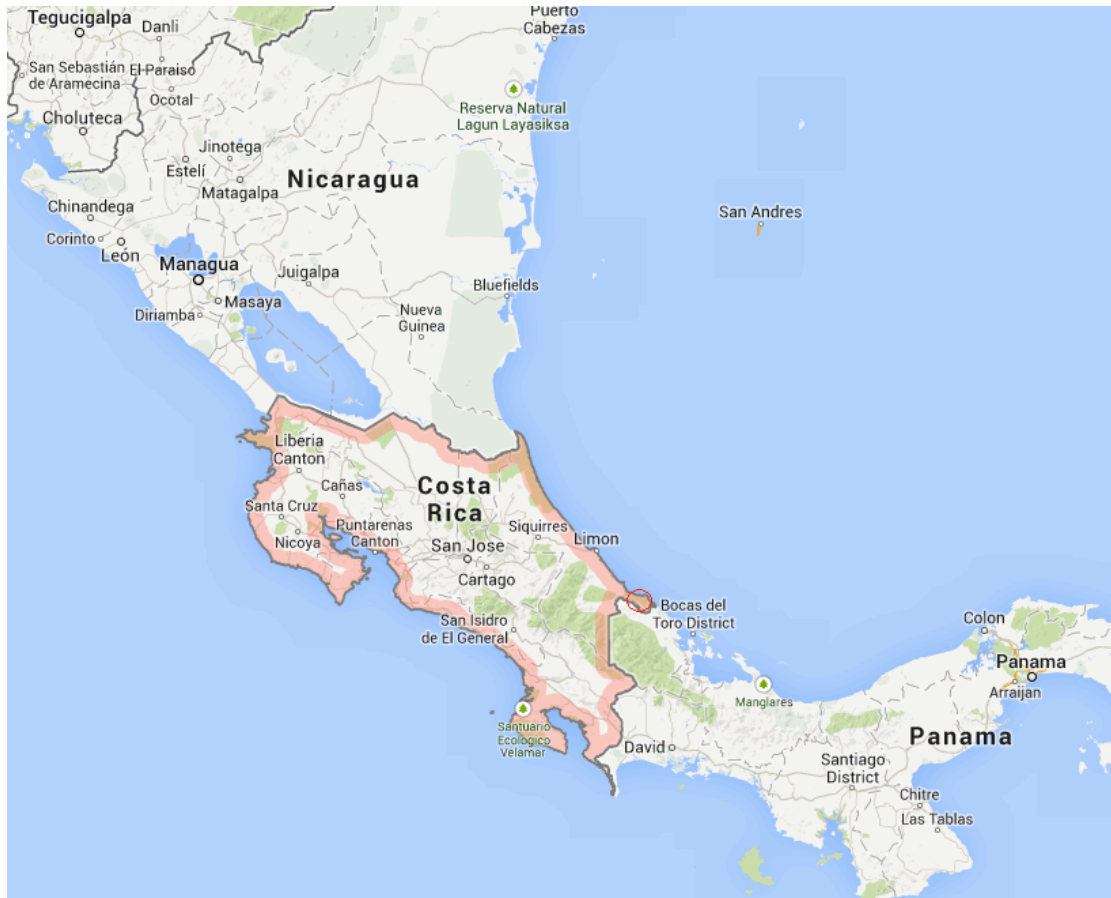 Tegucigalpa
Danli
Puerto
Cabezas
San Sebastián
de Aramecina
El Paraiso
Ocotal
Choluteca
Reserva Natural
Lagun Layasiksa
Jinotega
Estelí
Matagalpa
Nicaragua
Chinandega
Corinto
León
San Andres
Managua
Juigalpa
Masaya
Diriamba
Bluefields
Nueva
Guinea
Liberia
Canton
Cañas
Costa
Rica
Santa Cruz
Nicoya
Puntarenas
Canton
San Jose
Siquirres
Limon
Cartago
San Isidro
de El General
Bocas del
Toro District
Colon
Panama
Arraijan
Manglares
Santuario
Ecologico
Velamar
David
Panama
Santiago
District
Chitre
Las Tablas